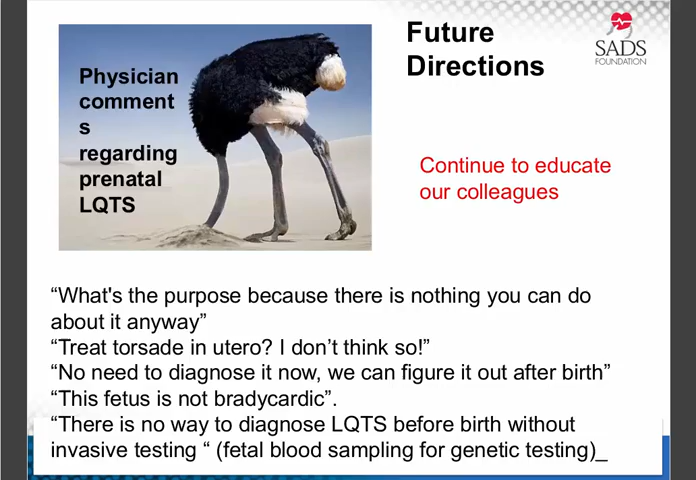 Future
Directions
SADS
FOUNDATION
Physician
comment
s
regarding
prenatal
LQTS
Continue to educate
our colleagues
“What's the purpose because there is nothing you can do
about it anyway”
“Treat torsade in utero? I don’t think so!”
“No need to diagnose it now, we can figure it out after birth”
“This fetus is not bradycardic”.
“There is no way to diagnose LQTS before birth without
invasive testing “ (fetal blood sampling for genetic testing)_